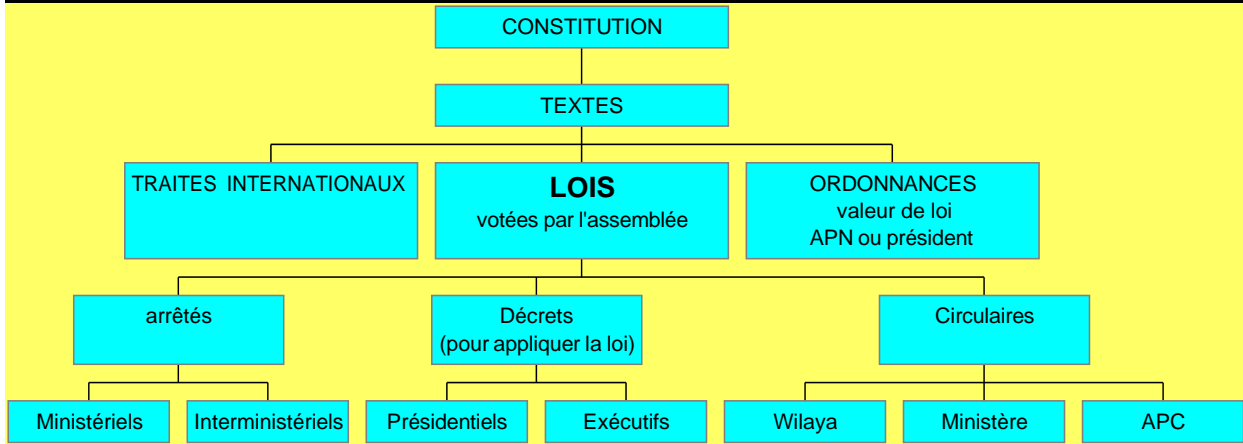 CONSTITUTION
TEXTES
TRAITES INTERNATIONAUX
LOIS
votées par l'assemblée
ORDONNANCES
valeur de loi
APN ou président
arrêtés
Décrets
(pour appliquer la loi)
Circulaires
Ministériels
Interministériels
Présidentiels
Exécutifs
Wilaya
Ministère
APC